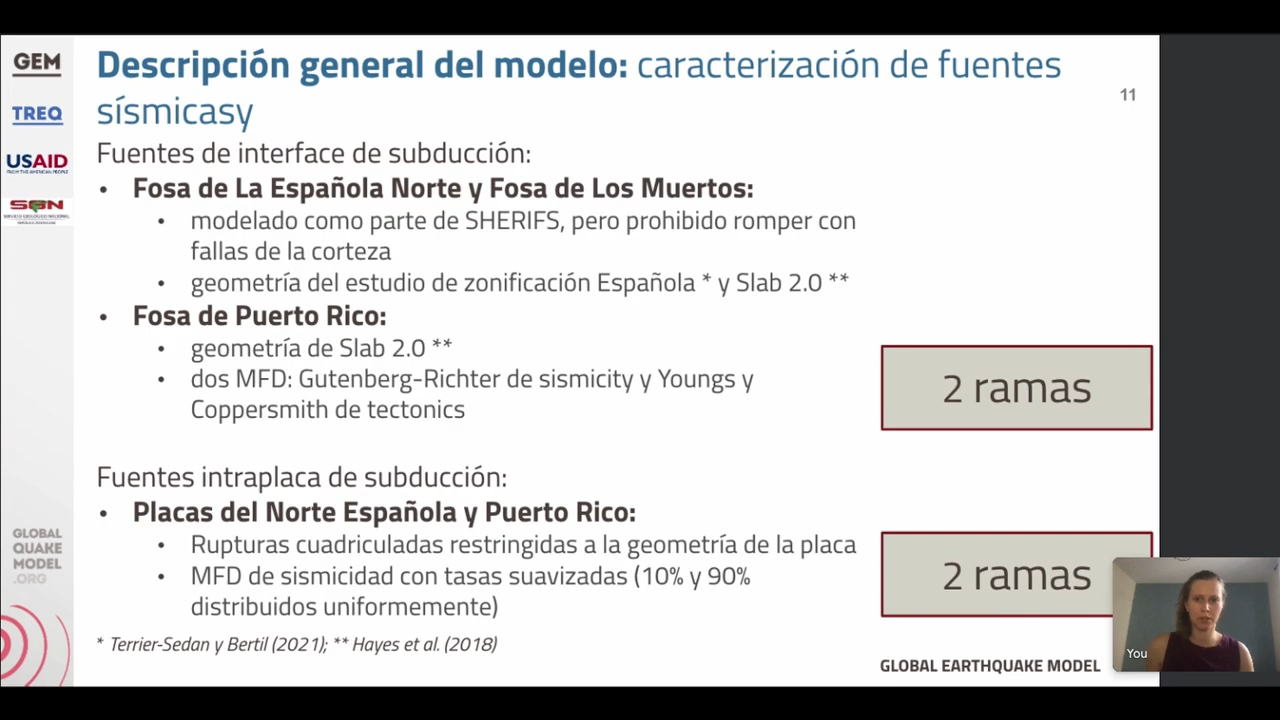 GEM
TREQ
USAID
FROM THE AMERICAN PEOPLE
SGN
Descripción general del modelo: caracterización de fuentes
sísmicasy
11
Fuentes de interface de subducción:
• Fosa de La Española Norte y Fosa de Los Muertos:
• modelado como parte de SHERIFS, pero prohibido romper con
fallas de la corteza
• geometría del estudio de zonificación Española * y Slab 2.0 **
• Fosa de Puerto Rico:
• geometría de Slab 2.0 **
• dos MFD: Gutenberg-Richter de sismicity y Youngs y
Coppersmith de tectonics
2 ramas
Fuentes intraplaca de subducción:
• Placas del Norte Española y Puerto Rico:
• Rupturas cuadriculadas restringidas a la geometría de la placa
• MFD de sismicidad con tasas suavizadas (10% y 90%
distribuidos uniformemente)
2 ramas
* Terrier-Sedan y Bertil (2021); ** Hayes et al. (2018)
GLOBAL
QUAKE
MODEL
.ORG
GLOBAL EARTHQUAKE MODEL
You